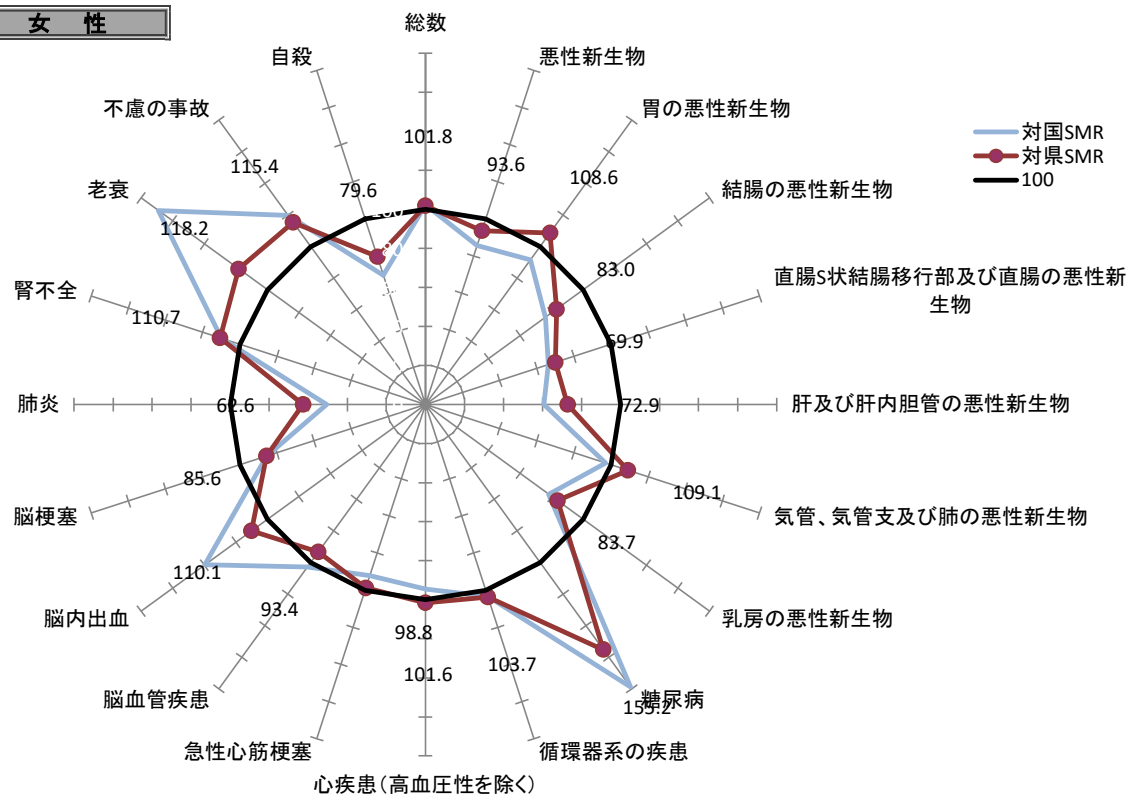 女 性
総数
自殺
悪性新生物
不慮の事故
胃の悪性新生物
対国SMR
対県SMR
100
101.8
93.6
115.4
108.6
老衰
79.6
結腸の悪性新生物
118.2
100
80
83.0
直腸S状結腸移行部及び直腸の悪性新
生物
腎不全
110.7
69.9
肺炎
62.6
72.9
肝及び肝内胆管の悪性新生物
85.6
109.1
脳梗塞
気管、気管支及び肺の悪性新生物
110.1
83.7
脳内出血
93.4
乳房の悪性新生物
98.8
101.6
103.7
脳血管疾患
糖尿病
155.2
急性心筋梗塞
循環器系の疾患
心疾患（高血圧性を除く）